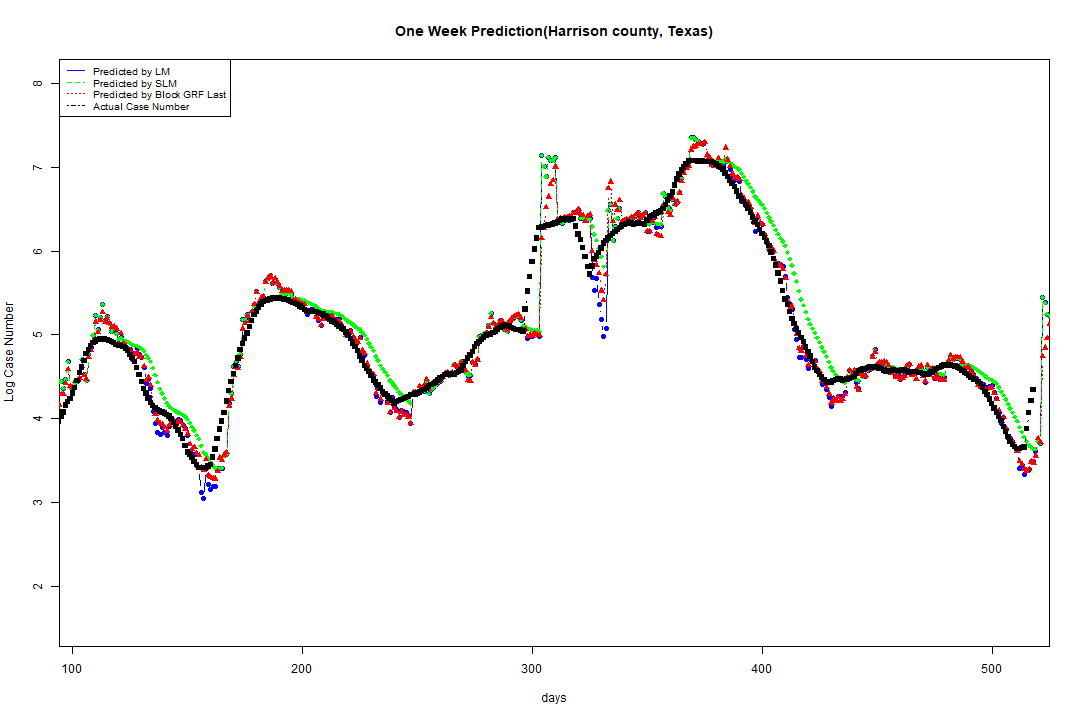 One Week Prediction(Harrison county, Texas)
Predicted by LM
Predicted by SLM
Predicted by Block GRF Last
Actual Case Number
8
7
6
5
4
3
2
Log Case Number
100 200 300 400 500
days